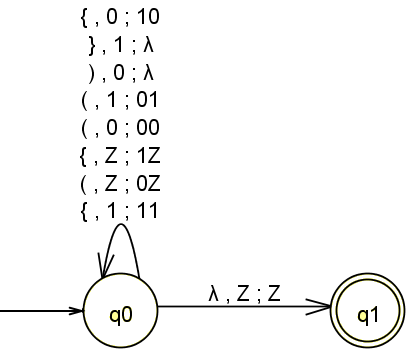 { , 0 ; 10
} , 1 ; λ
) , 0 ; λ
( , 1 ; 01
( , 0 ; 00
{ , Z ; 1Z
( , Z ; 0Z
{ , 1 ; 11
λ , Z ; Z
q0
q1